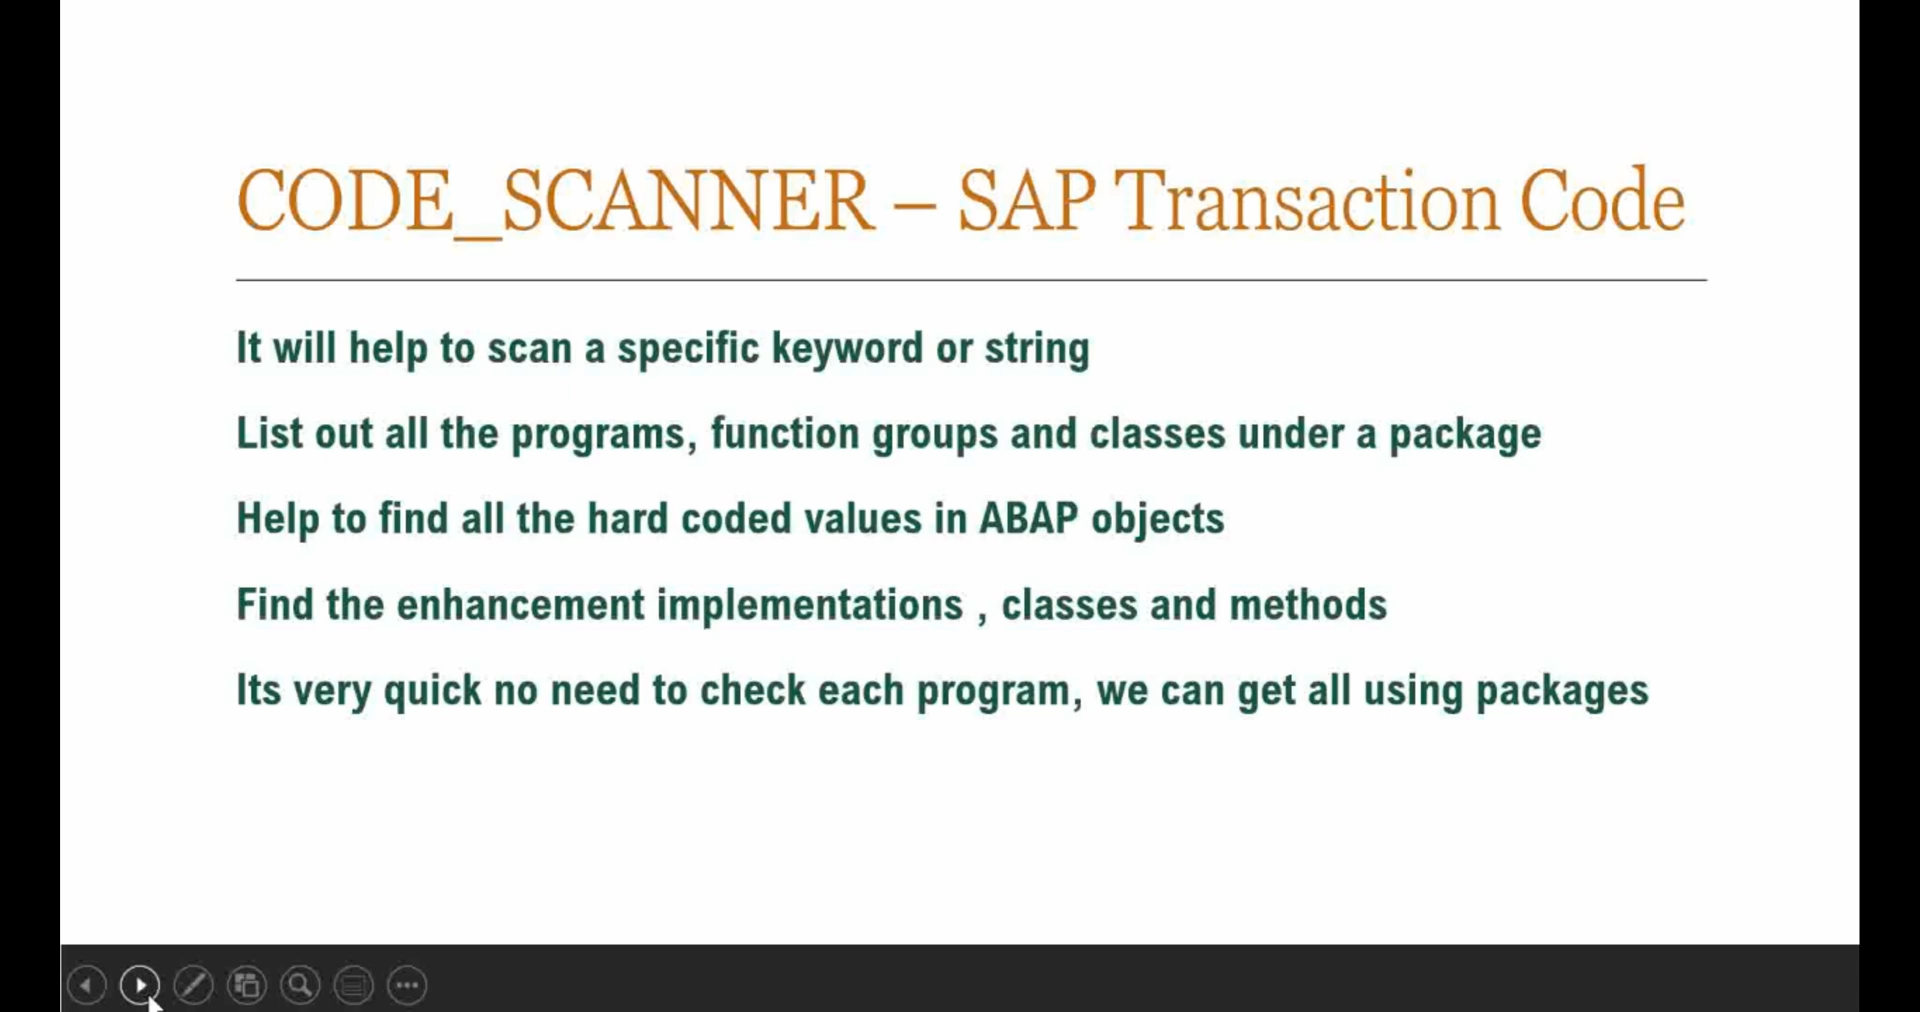 CODE_SCANNER – SAP Transaction Code
It will help to scan a specific keyword or string
List out all the programs, function groups and classes under a package
Help to find all the hard coded values in ABAP objects
Find the enhancement implementations , classes and methods
Its very quick no need to check each program, we can get all using packages